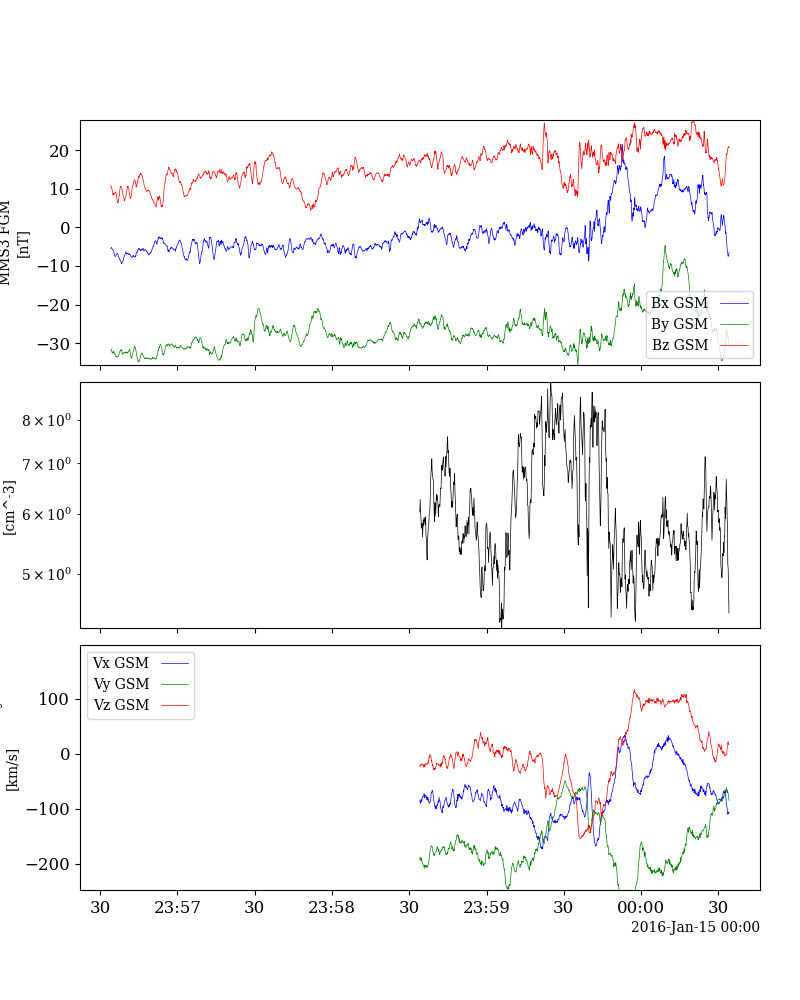 20
10
0
−10
−20
−30
MMS3 FGM
[nT]
Bx GSM
By GSM
Bz GSM
8 × 10⁰
7 × 10⁰
6 × 10⁰
5 × 10⁰
[cm^-3]
Vx GSM
Vy GSM
Vz GSM
100
0
−100
−200
[km/s]
30 23:57 30 23:58 30 23:59 30 00:00 30
2016-Jan-15 00:00